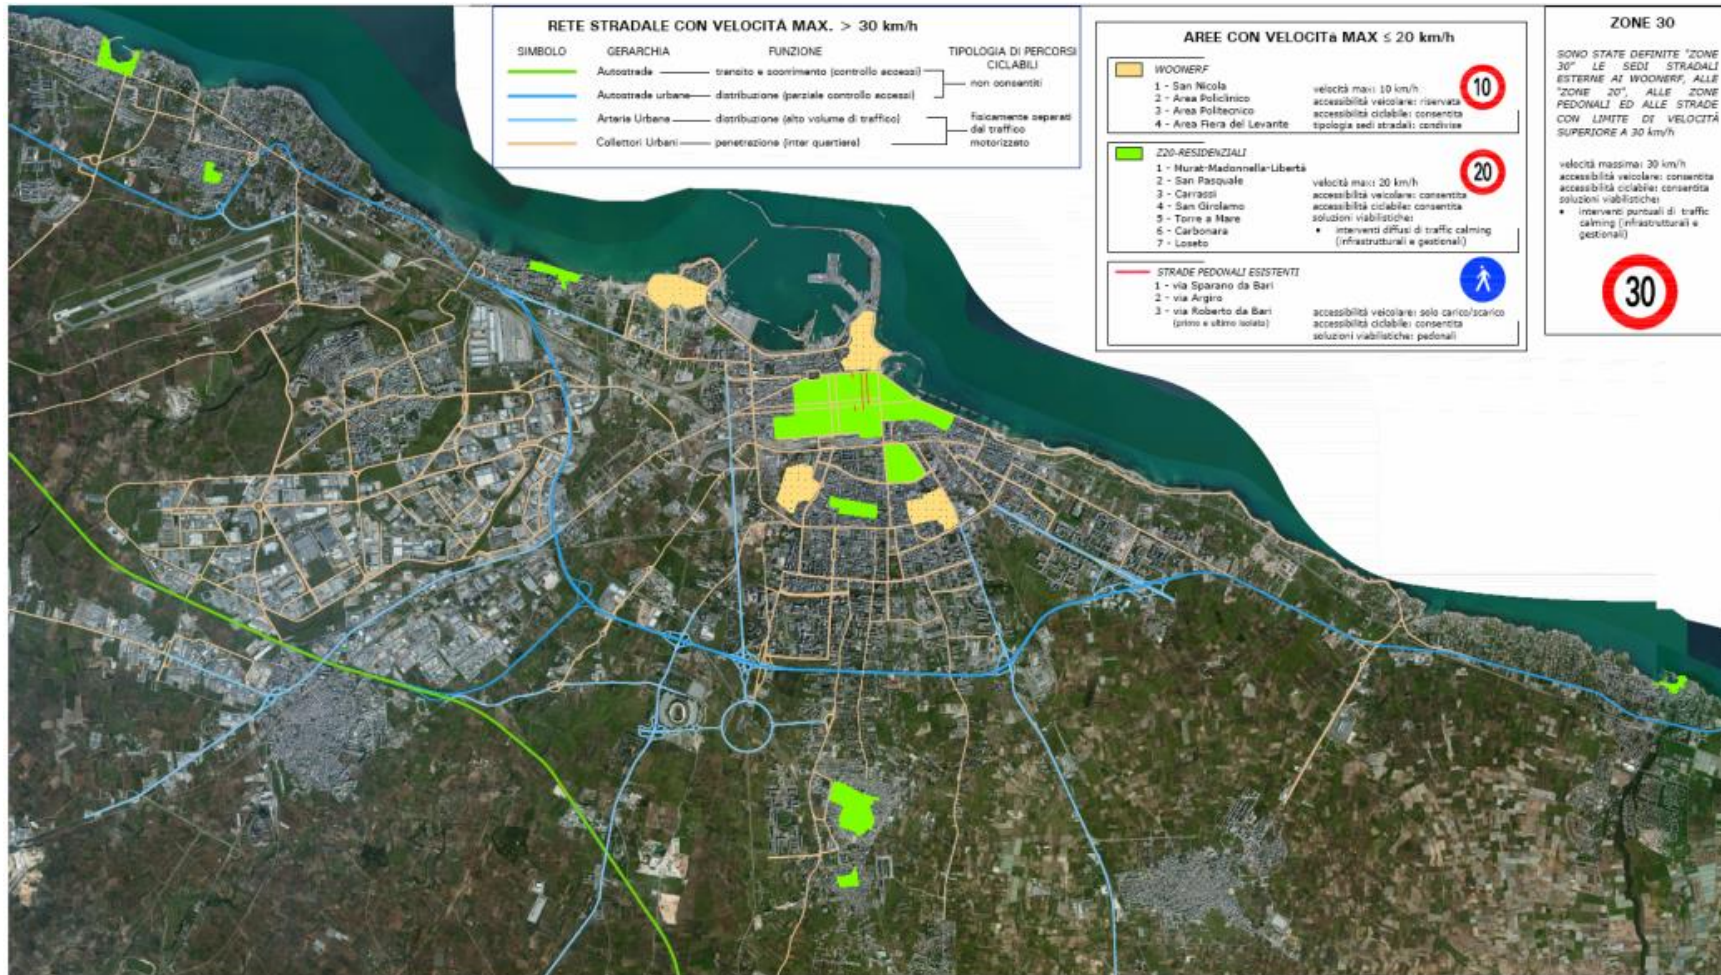 RETE STRADALE CON VELOCITÀ MAX. > 30 km/h
SIMBOLO GERARCHIA FUNZIONE TIPOLOGIA DI PERCORSI CICLABILI
Autostrade transito e scorrimento (controllo accessi)
non consentiti
Autostrade urbane distribuzione (parziale controllo accessi)
Arterie Urbane distribuzione (alto volume di traffico)
fisicamente separati
dal traffico
motorizzato
Collettori Urbani penetrazione (inter quartiere)
AREE CON VELOCITà MAX ≤ 20 km/h
WOONERF
1 - San Nicola
2 - Area Policlinico
3 - Area Politecnico
4 - Area Fiera del Levante
velocità max: 10 km/h
accessibilità veicolare: riservata
accessibilità ciclabile: consentita
tipologia sedi stradali: condivise
10
Z20-RESIDENZIALI
1 - Murat-Madonnella-Libertà
2 - San Pasquale
3 - Carrassi
4 - San Girolamo
5 - Torre a Mare
6 - Carbonara
7 - Loseto
velocità max: 20 km/h
accessibilità veicolare: consentita
accessibilità ciclabile: consentita
soluzioni viabilistiche:
• interventi diffusi di traffic calming
(infrastrutturali e gestionali)
20
STRADE PEDONALI ESISTENTI
1 - via Sparano da Bari
2 - via Argiro
3 - via Roberto da Bari
(primo e ultimo isolato)
accessibilità veicolare: solo carico/scarico
accessibilità ciclabile: consentita
soluzioni viabilistiche: pedonali
ZONE 30
SONO STATE DEFINITE "ZONE
30" LE SEDI STRADALI
ESTERNE AI WOONERF, ALLE
"ZONE 20", ALLE ZONE
PEDONALI ED ALLE STRADE
CON LIMITE DI VELOCITÀ
SUPERIORE A 30 km/h
velocità massima: 30 km/h
accessibilità veicolare: consentita
accessibilità ciclabile: consentita
soluzioni viabilistiche:
• interventi puntuali di traffic
calming (infrastrutturali e
gestionali)
30